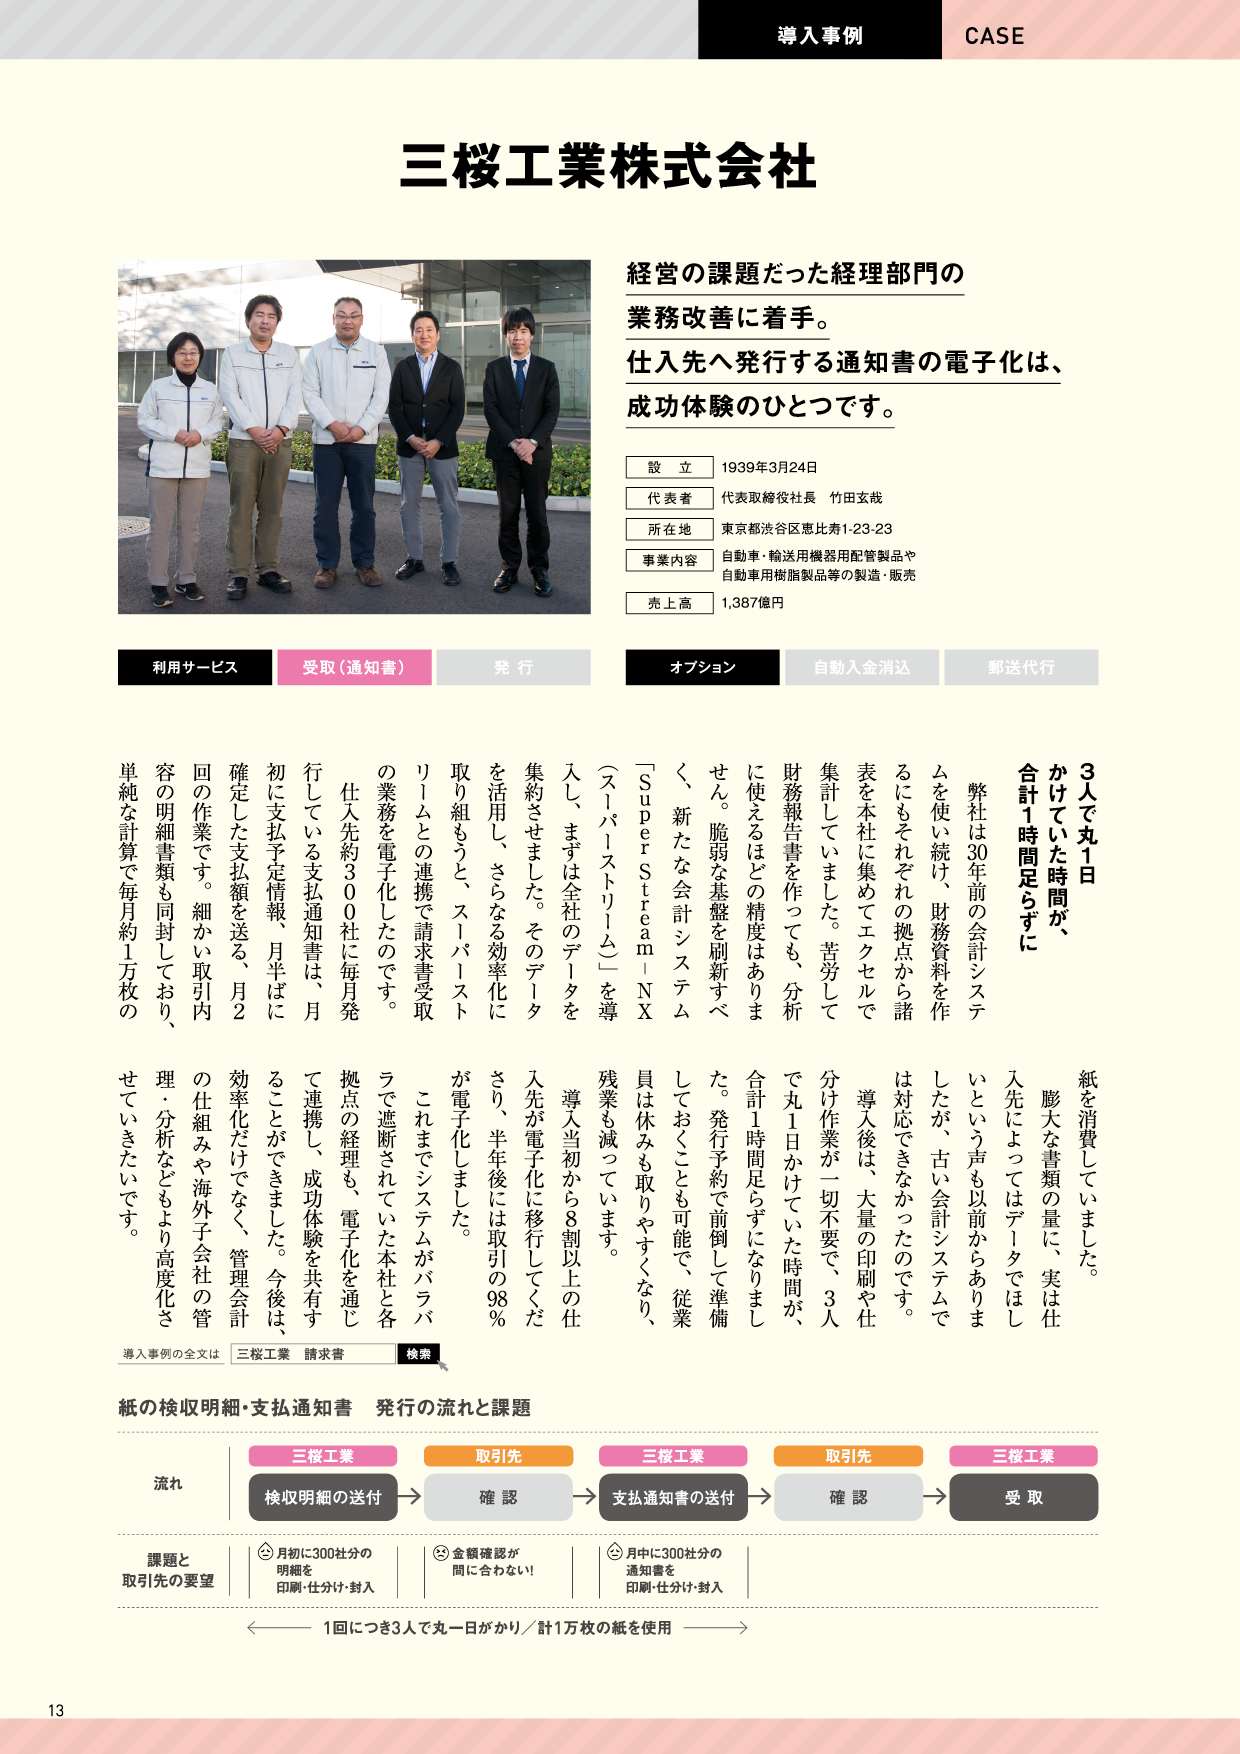 導入事例
CASE
三桜工業株式会社
経営の課題だった経理部門の
業務改善に着手。
仕入先へ発行する通知書の電子化は、
成功体験のひとつです。
設 立 1939年3月24日
代表者 代表取締役社長 竹田玄哉
所在地 東京都渋谷区恵比寿1-23-23
事業内容 自動車・輸送用機器用配管製品や
自動車用樹脂製品等の製造・販売
売上高 1,387億円
利用サービス 受取(通知書) 発行
オプション 自動入金消込 郵送代行
3人で丸1日
かけていた時間が、
合計1時間足らずに
弊社は30年前の会計システ
ムを使い続け、財務資料を作
るにもそれぞれの拠点から諸
表を本社に集めてエクセルで
集計していました。苦労して
財務報告書を作っても、分析
に使えるほどの精度はありま
せん。脆弱な基盤を刷新すべ
く、新たな会計システム
「SuperStream-NX
(スーパーストリーム)」を導
入し、まずは全社のデータを
集約させました。そのデータ
を活用し、さらなる効率化に
取り組もうと、スーパースト
リームとの連携で請求書受取
の業務を電子化したのです。
仕入先約300社に毎月発
行している支払通知書は、月
初に支払予定情報、月半ばに
確定した支払額を送る、月2
回の作業です。細かい取引内
容の明細書類も同封しており、
単純な計算で毎月約1万枚の
紙を消費していました。
膨大な書類の量に、実は仕
入先によってはデータでほし
いという声も以前からありま
したが、古い会計システムで
は対応できなかったのです。
導入後は、大量の印刷や仕
分け作業が一切不要で、3人
で丸1日かけていた時間が、
合計1時間足らずになりまし
た。発行予約で前倒して準備
しておくことも可能で、従業
員は休みも取りやすくなり、
残業も減っています。
導入当初から8割以上の仕
入先が電子化に移行してくだ
さり、半年後には取引の98%
が電子化しました。
これまでシステムがバラバ
ラで遮断されていた本社と各
拠点の経理も、電子化を通じ
て連携し、成功体験を共有す
ることができました。今後は、
効率化だけでなく、管理会計
の仕組みや海外子会社の管
理・分析などもより高度化さ
せていきたいです。
導入事例の全文は 三桜工業 請求書 検索
紙の検収明細・支払通知書 発行の流れと課題
三桜工業 取引先 三桜工業 取引先 三桜工業
流れ 検収明細の送付 確認 支払通知書の送付 確認 受取
課題と
取引先の要望
月初に300社分の
明細を
印刷・仕分け・封入
金額確認が
間に合わない!
月中に300社分の
通知書を
印刷・仕分け・封入
1回につき3人で丸一日がかり/計1万枚の紙を使用
13